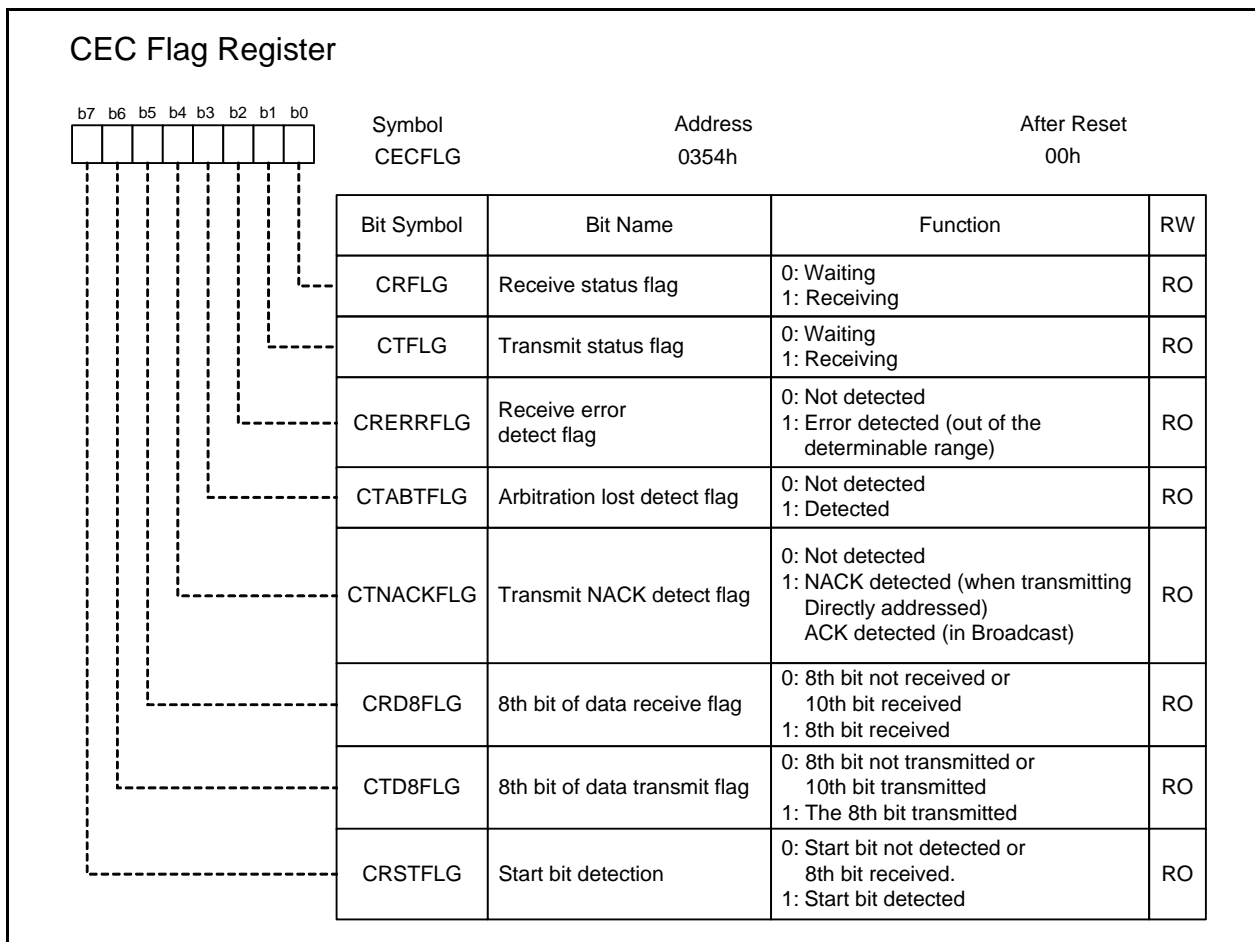 CEC Flag Register
b7 b6 b5 b4 b3 b2 b1 b0
Symbol Address After Reset
CECFLG 0354h 00h
Bit Symbol Bit Name Function RW
CRFLG Receive status flag 0: Waiting
1: Receiving RO
CTFLG Transmit status flag 0: Waiting
1: Receiving RO
CRERRFLG Receive error
detect flag 0: Not detected
1: Error detected (out of the
determinable range) RO
CTABTFLG Arbitration lost detect flag 0: Not detected
1: Detected RO
CTNACKFLG Transmit NACK detect flag 0: Not detected
1: NACK detected (when transmitting
Directly addressed)
ACK detected (in Broadcast) RO
CRD8FLG 8th bit of data receive flag 0: 8th bit not received or
10th bit received
1: 8th bit received RO
CTD8FLG 8th bit of data transmit flag 0: 8th bit not transmitted or
10th bit transmitted
1: The 8th bit transmitted RO
CRSTFLG Start bit detection 0: Start bit not detected or
8th bit received.
1: Start bit detected RO